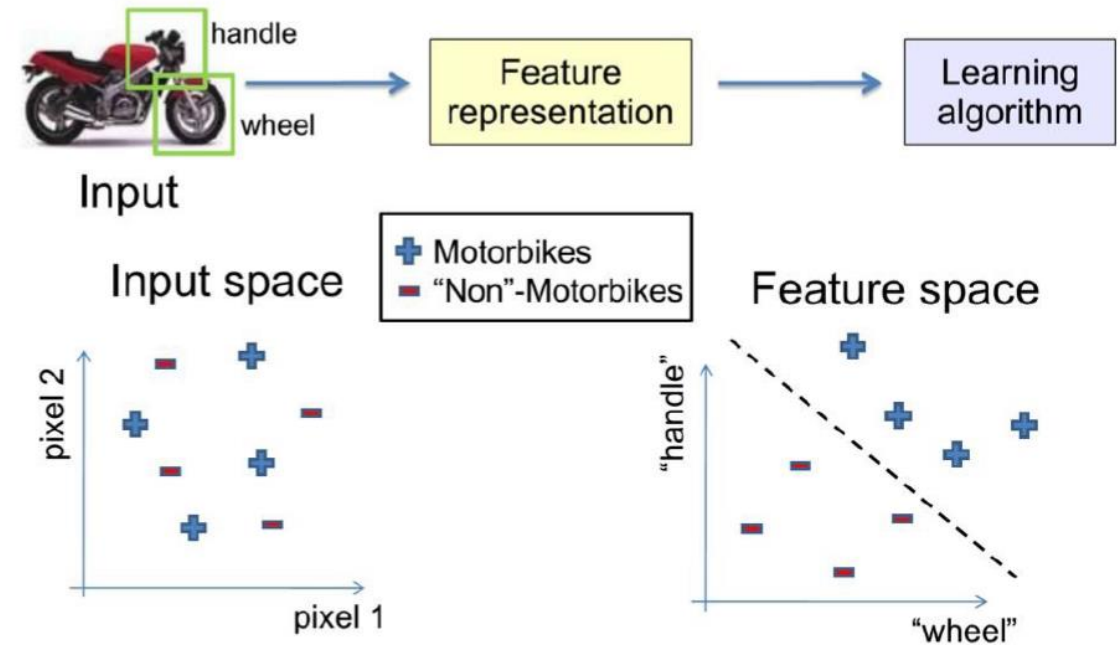 handle
wheel
Input
Feature
representation
Learning
algorithm
Motorbikes
“Non”-Motorbikes
Input space
pixel 2
pixel 1
Feature space
“handle”
“wheel”